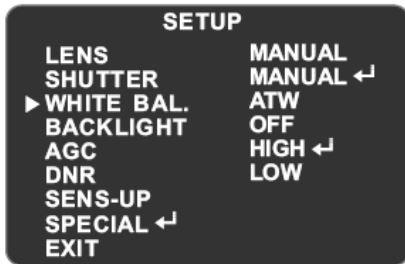 SETUP
LENS MANUAL
SHUTTER MANUAL ↵
▶ WHITE BAL. ATW
BACKLIGHT OFF
AGC HIGH ↵
DNR LOW
SENS-UP
SPECIAL ↵
EXIT